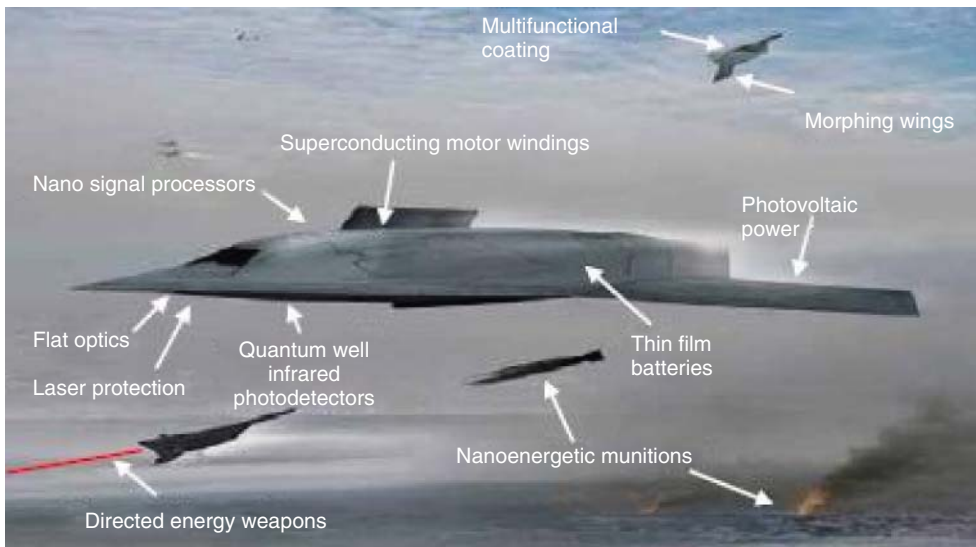 Multifunctional
coating
Morphing wings
Superconducting motor windings
Nano signal processors
Photovoltaic
power
Flat optics
Laser protection
Quantum well
infrared
photodetectors
Thin film
batteries
Nanoenergetic munitions
Directed energy weapons